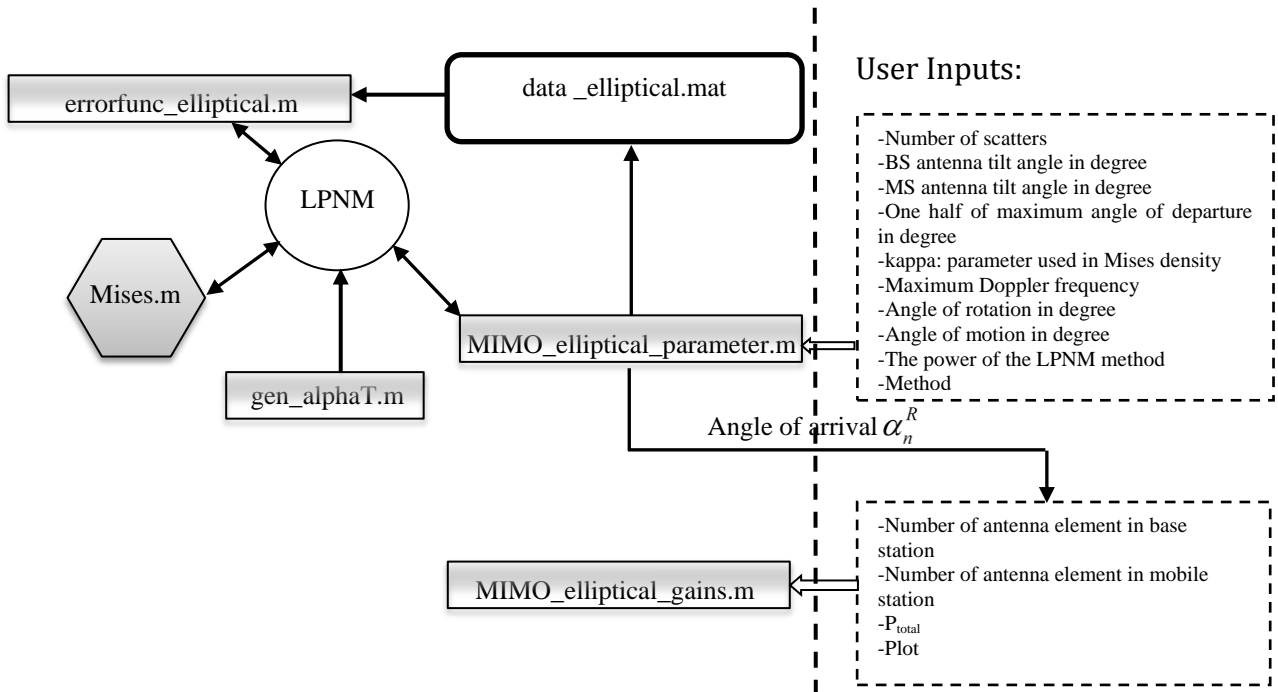 data _elliptical.mat
errorfunc_elliptical.m
LPNM
Mises.m
gen_alphaT.m
MIMO_elliptical_parameter.m
Angle of arrival α_n^R
MIMO_elliptical_gains.m
User Inputs:
-Number of scatters
-BS antenna tilt angle in degree
-MS antenna tilt angle in degree
-One half of maximum angle of departure
in degree
-kappa: parameter used in Mises density
-Maximum Doppler frequency
-Angle of rotation in degree
-Angle of motion in degree
-The power of the LPNM method
-Method
-Number of antenna element in base
station
-Number of antenna element in mobile
station
-P_total
-Plot